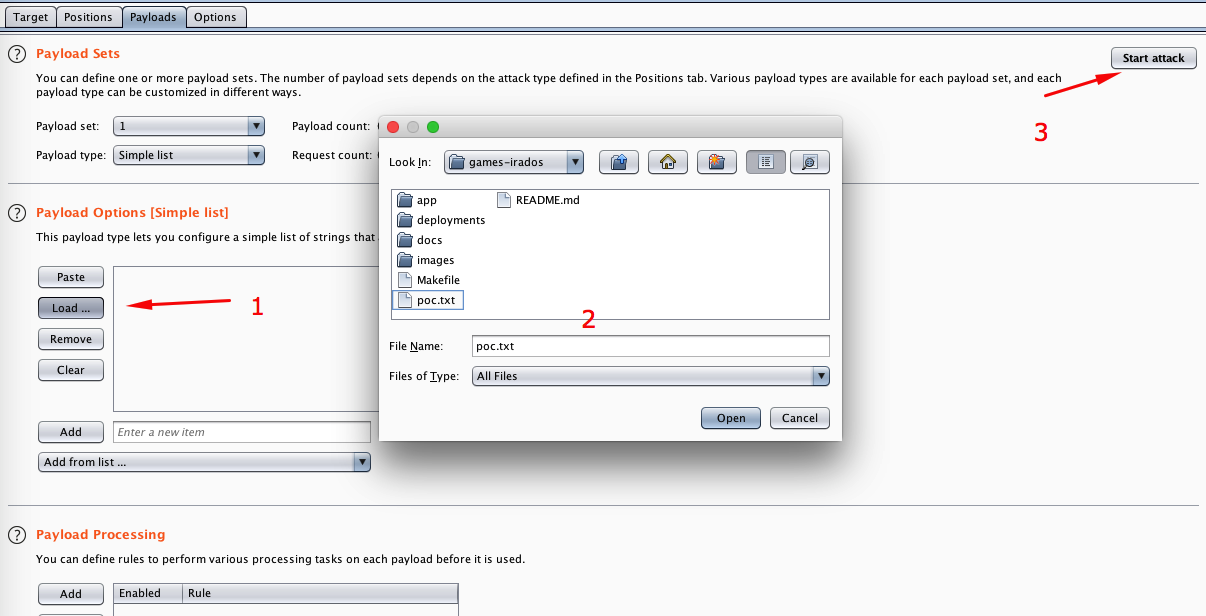 Target Positions Payloads Options
? Payload Sets
Start attack
You can define one or more payload sets. The number of payload sets depends on the attack type defined in the Positions tab. Various payload types are available for each payload set, and each
payload type can be customized in different ways.
3
Payload set: 1 Payload count:
Payload type: Simple list Request count:
Look In: games-irados
app README.md
deployments
docs
images
Makefile
poc.txt
2
File Name: poc.txt
Files of Type: All Files
Open Cancel
? Payload Options [Simple list]
This payload type lets you configure a simple list of strings that
Paste
Load ... 1
Remove
Clear
Add Enter a new item
Add from list ...
? Payload Processing
You can define rules to perform various processing tasks on each payload before it is used.
Add Enabled Rule